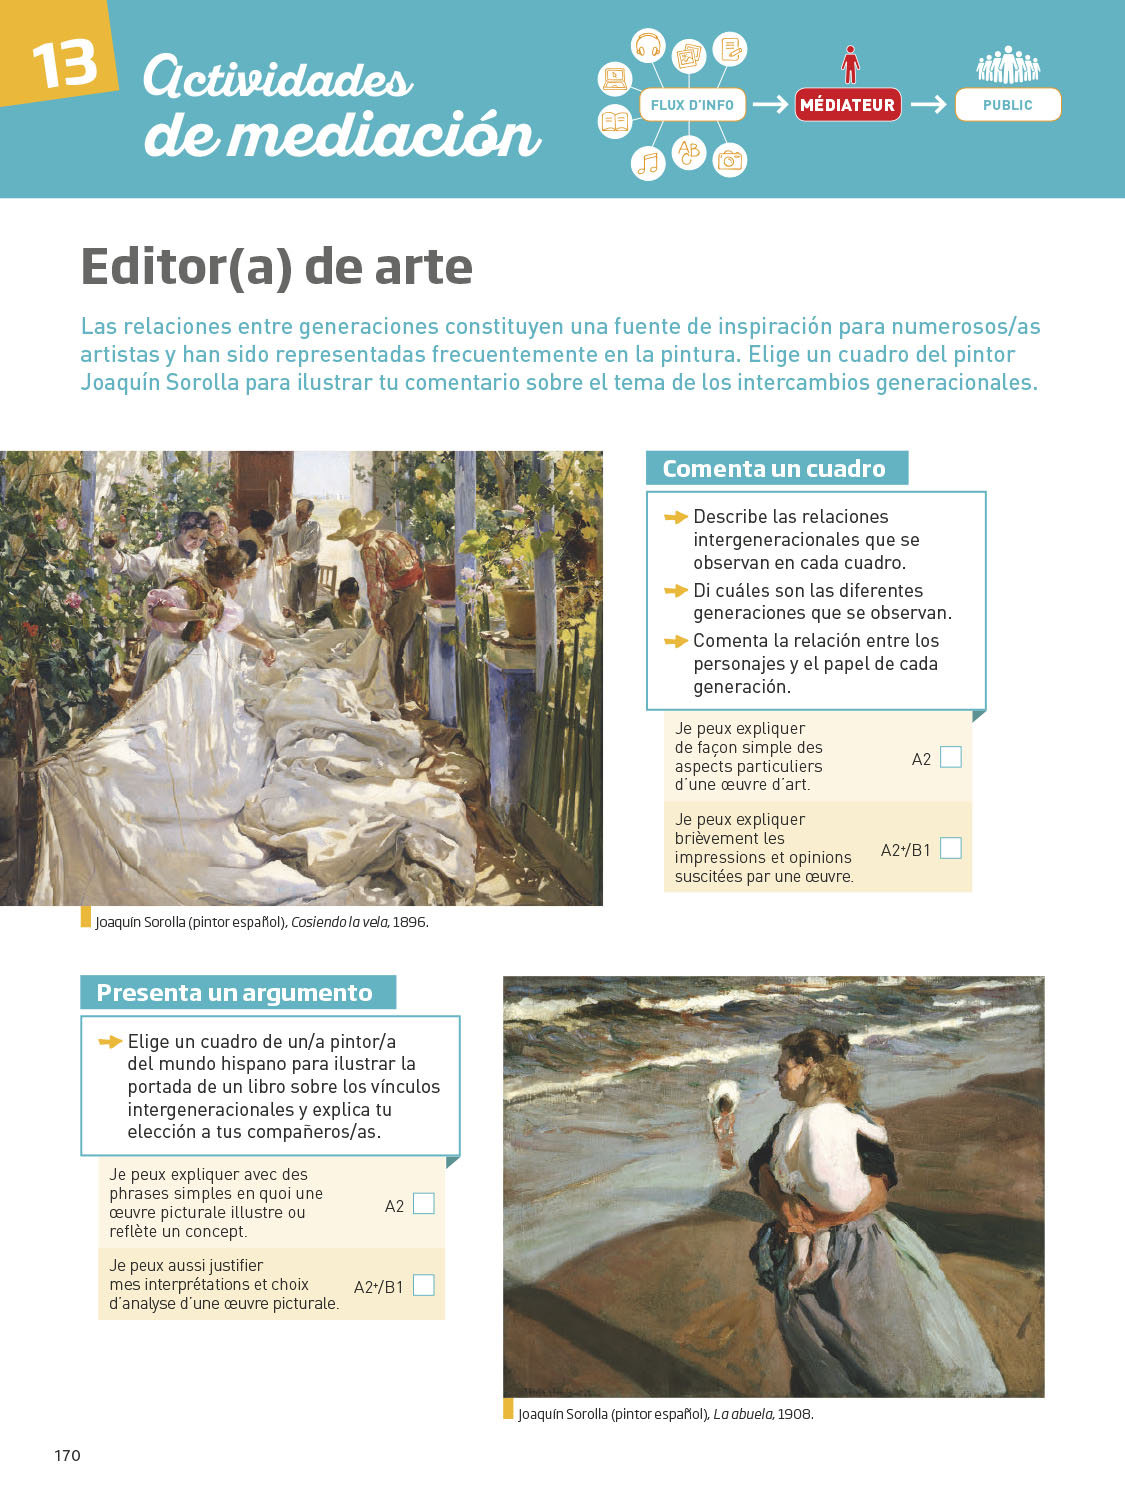 13
Actividades
de mediación
FLUX D'INFO
MÉDIATEUR
PUBLIC
AB
C
Editor(a) de arte
Las relaciones entre generaciones constituyen una fuente de inspiración para numerosos/as
artistas y han sido representadas frecuentemente en la pintura. Elige un cuadro del pintor
Joaquín Sorolla para ilustrar tu comentario sobre el tema de los intercambios generacionales.
Comenta un cuadro
Describe las relaciones
intergeneracionales que se
observan en cada cuadro.
Di cuáles son las diferentes
generaciones que se observan.
Comenta la relación entre los
personajes y el papel de cada
generación.
Je peux expliquer
de façon simple des
aspects particuliers
d'une œuvre d'art.
A2
Je peux expliquer
brièvement les
impressions et opinions
suscitées par une œuvre.
A2+/B1
Joaquín Sorolla (pintor español), Cosiendo la vela, 1896.
Presenta un argumento
Elige un cuadro de un/a pintor/a
del mundo hispano para ilustrar la
portada de un libro sobre los vínculos
intergeneracionales y explica tu
elección a tus compañeros/as.
Je peux expliquer avec des
phrases simples en quoi une
œuvre picturale illustre ou
reflète un concept.
A2
Je peux aussi justifier
mes interprétations et choix
d'analyse d'une œuvre picturale.
A2+/B1
Joaquín Sorolla (pintor español), La abuela, 1908.
170